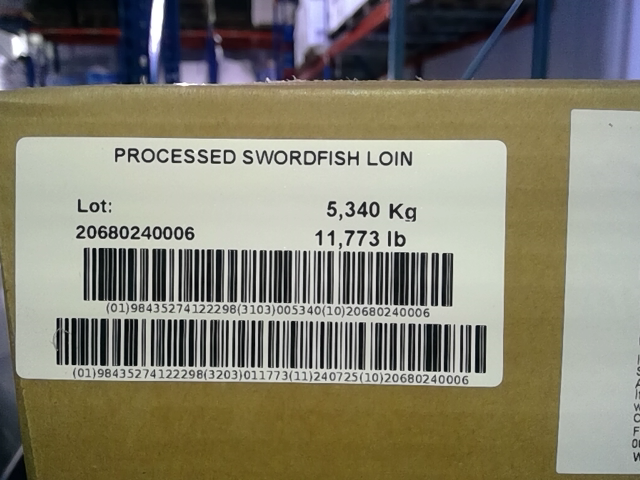 PROCESSED SWORDFISH LOIN
Lot:
5,340 Kg
20680240006
11,773 lb
(01)98435274122298(3103)005340(10)20680240006
(01)98435274122298(3203)011773(11)240725(10)20680240006